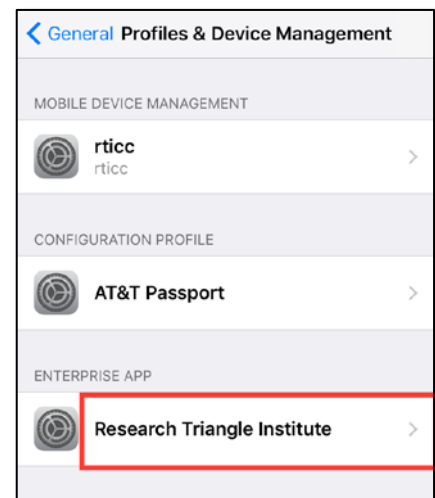 General Profiles & Device Management
MOBILE DEVICE MANAGEMENT
rticc
rticc
CONFIGURATION PROFILE
AT&T Passport
ENTERPRISE APP
Research Triangle Institute